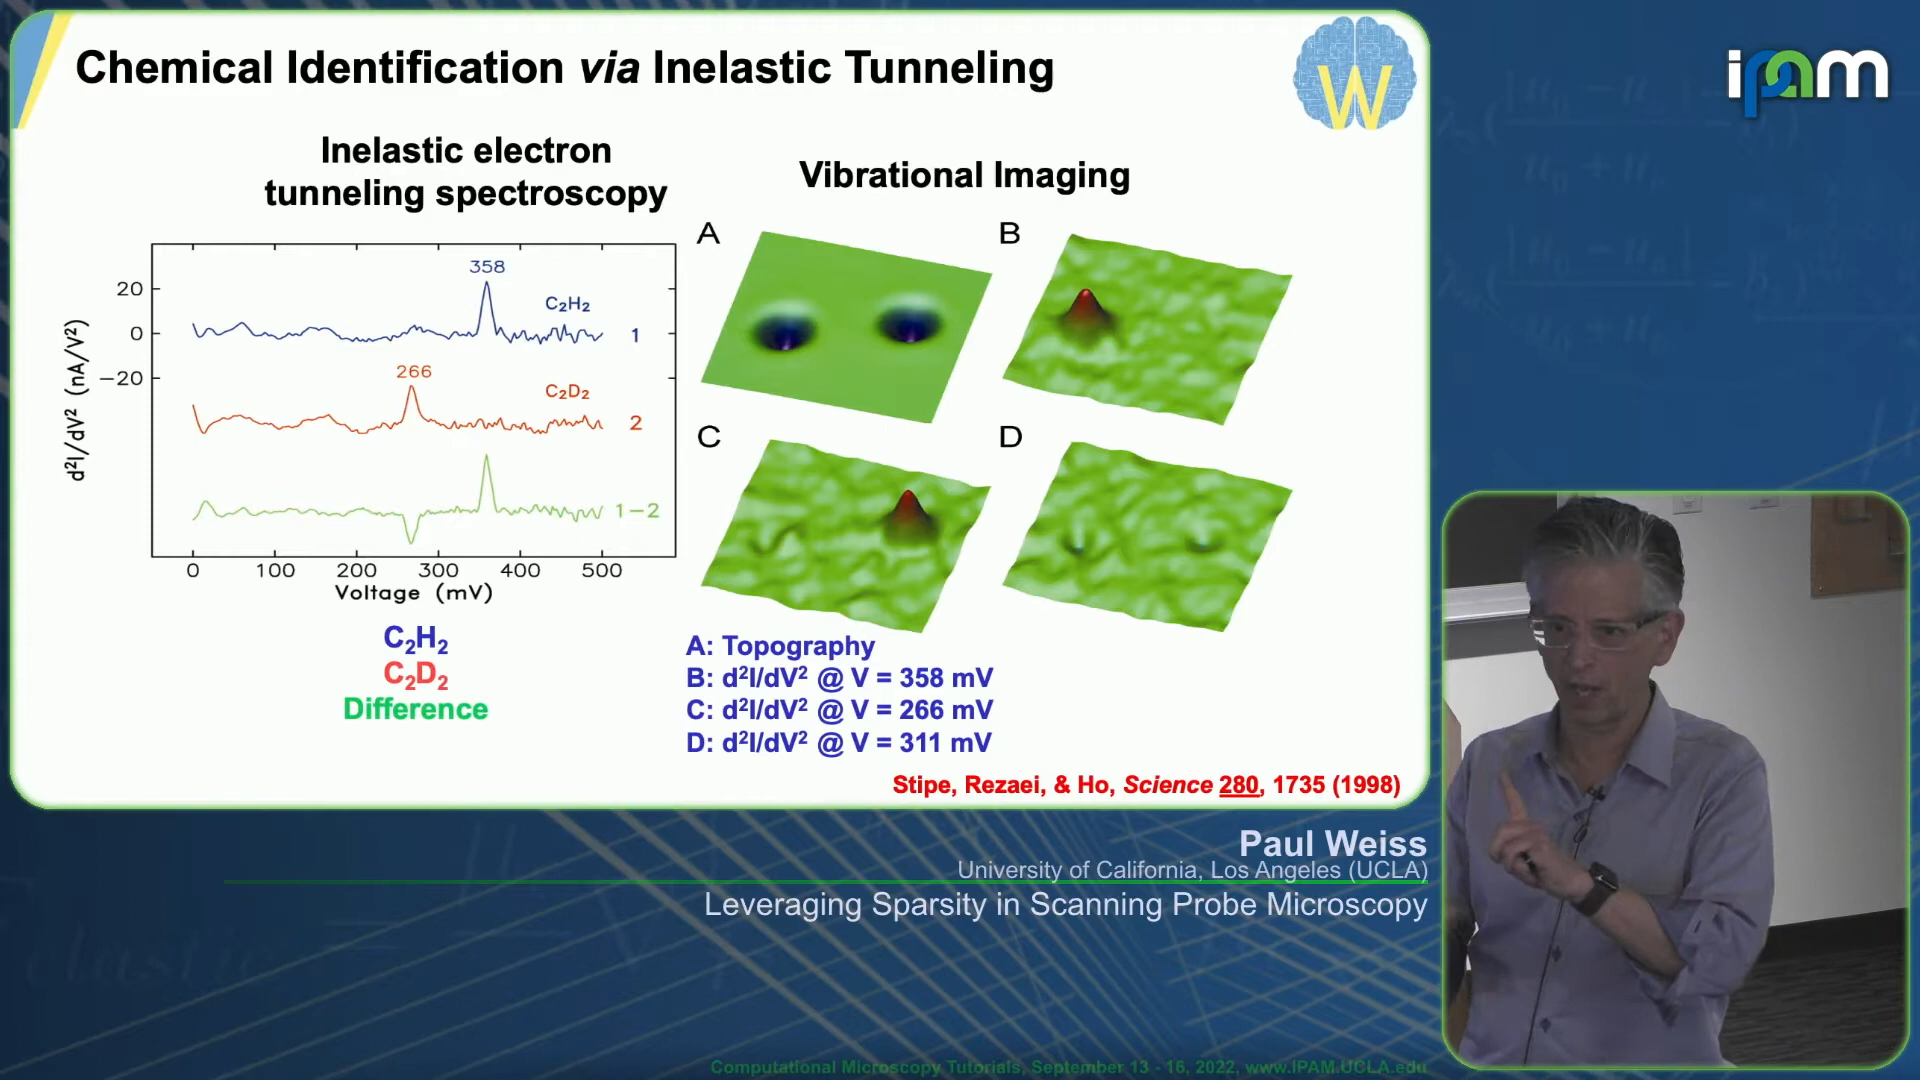 Chemical Identification via Inelastic Tunneling
W
ipam
Inelastic electron
tunneling spectroscopy
Vibrational Imaging
d²I/dV² (nA/V²)
20
0
−20
358
C₂H₂
1
266
C₂D₂
2
1−2
0 100 200 300 400 500
Voltage (mV)
C₂H₂
C₂D₂
Difference
A
B
C
D
A: Topography
B: d²I/dV² @ V = 358 mV
C: d²I/dV² @ V = 266 mV
D: d²I/dV² @ V = 311 mV
Stipe, Rezaei, & Ho, Science 280, 1735 (1998)
Paul Weiss
University of California, Los Angeles (UCLA)
Leveraging Sparsity in Scanning Probe Microscopy
Computational Microscopy Tutorials, September 13 - 16, 2022, www.IPAM.UCLA.edu